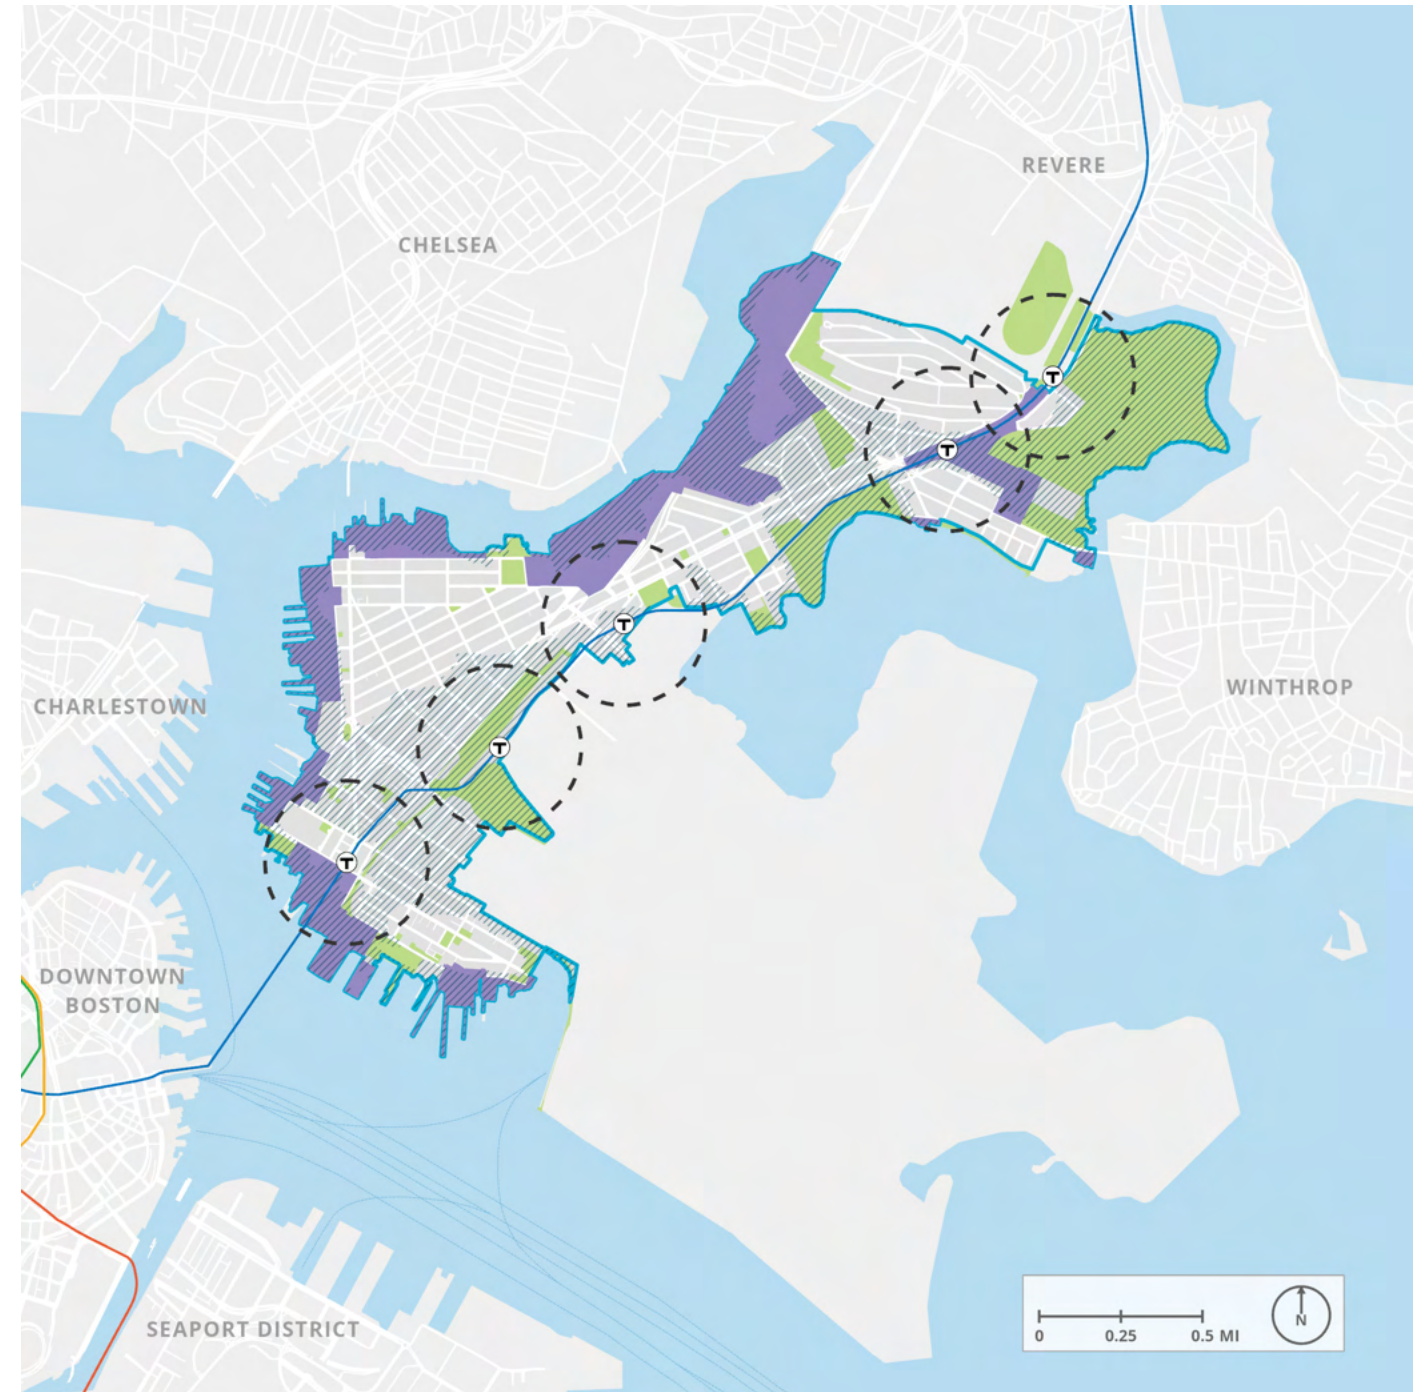 REVERE
CHELSEA
T
T
T
WINTHROP
CHARLESTOWN
T
T
DOWNTOWN
BOSTON
SEAPORT DISTRICT
0 0.25 0.5 MI
N